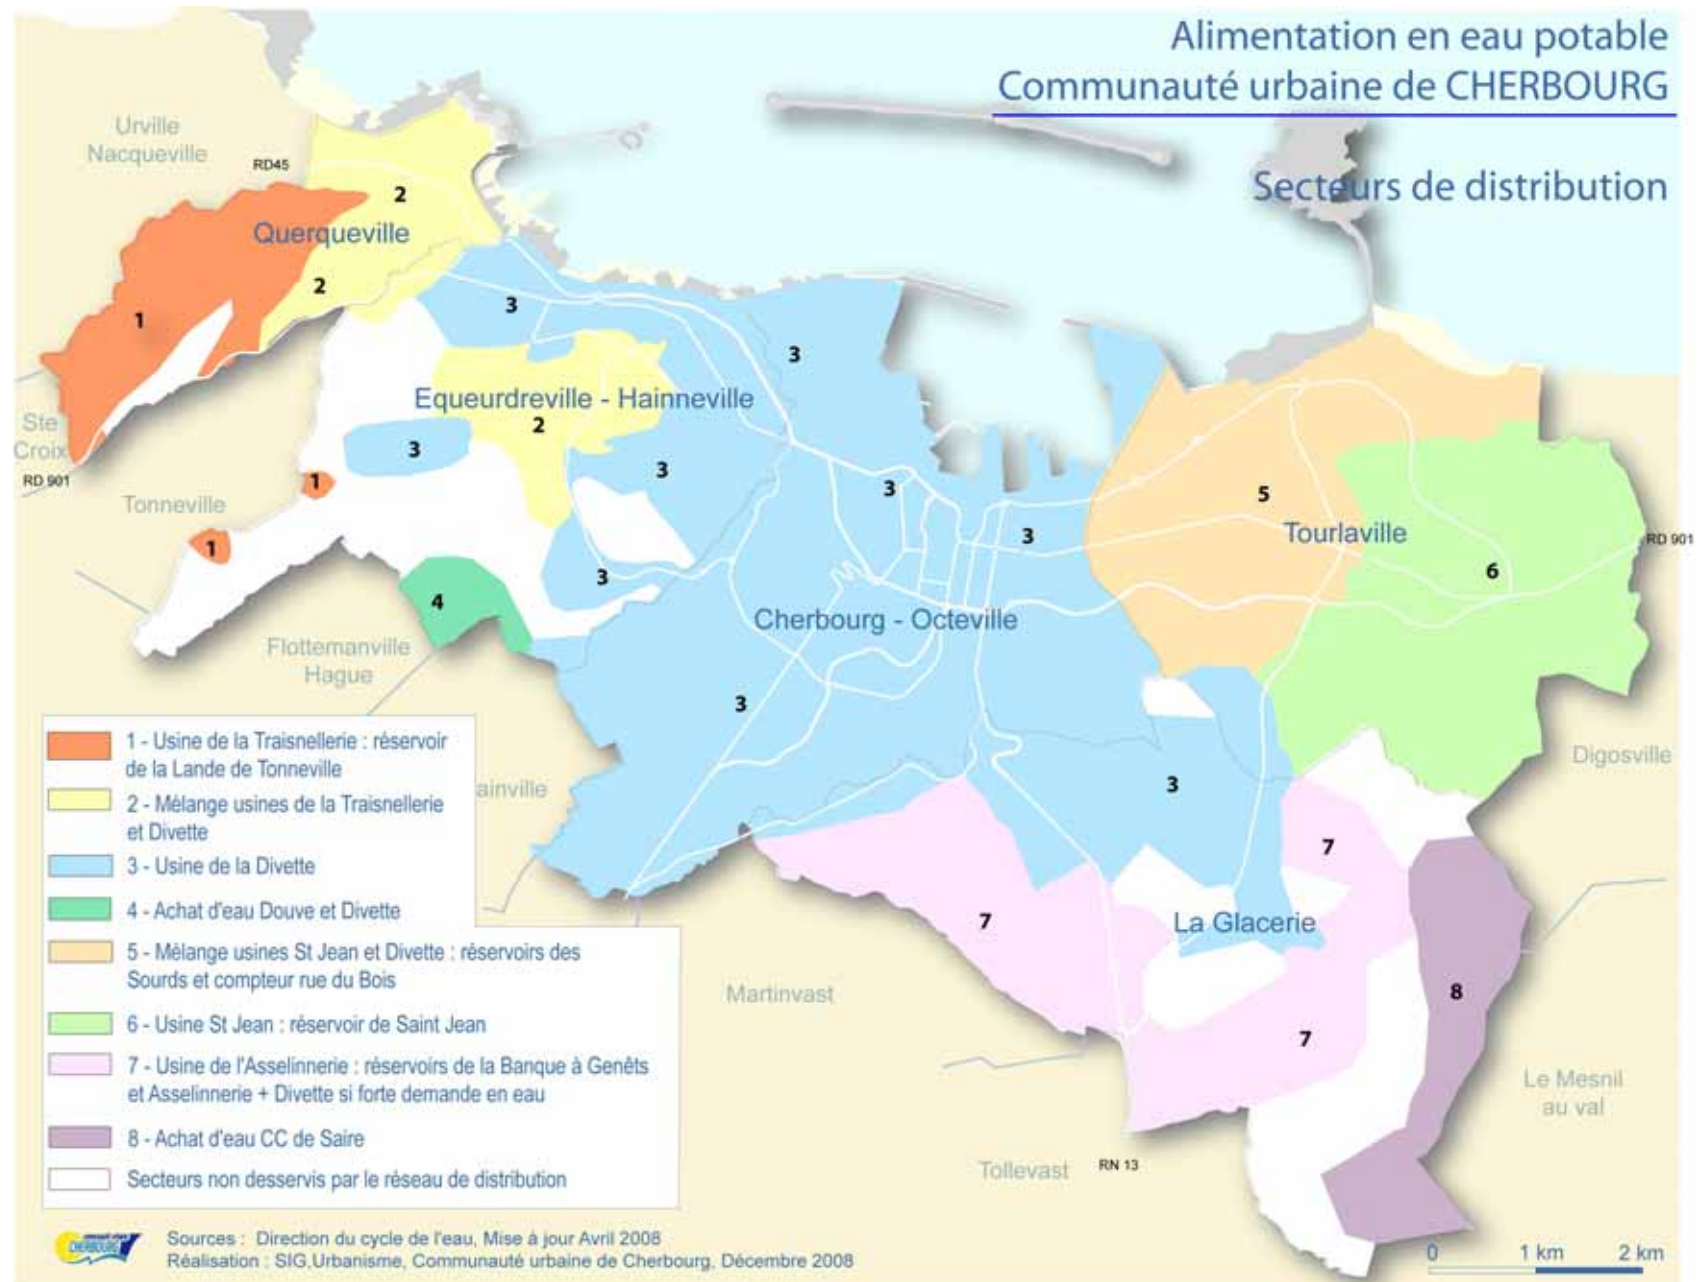 Alimentation en eau potable
Communauté urbaine de CHERBOURG
Secteurs de distribution
Urville
Nacqueville
RD45
2
Querqueville
2
1
3
3
Equeurdreville - Hainneville
2
3
3
Ste
Croix
RD 901
1
Tonneville
1
3
3
5
Tourlaville
RD 901
6
3
4
Cherbourg - Octeville
Flottemanville
Hague
3
Digosville
ainville
3
7
7
La Glacerie
Martinvast
8
7
Le Mesnil
au val
Tollevast
RN 13
1 - Usine de la Traisnellerie : réservoir
de la Lande de Tonneville
2 - Mélange usines de la Traisnellerie
et Divette
3 - Usine de la Divette
4 - Achat d'eau Douve et Divette
5 - Mélange usines St Jean et Divette : réservoirs des
Sourds et compteur rue du Bois
6 - Usine St Jean : réservoir de Saint Jean
7 - Usine de l'Asselinnerie : réservoirs de la Banque à Genêts
et Asselinnerie + Divette si forte demande en eau
8 - Achat d'eau CC de Saire
Secteurs non desservis par le réseau de distribution
CHERBOURG
Sources : Direction du cycle de l'eau, Mise à jour Avril 2008
Réalisation : SIG,Urbanisme, Communauté urbaine de Cherbourg, Décembre 2008
0 1 km 2 km